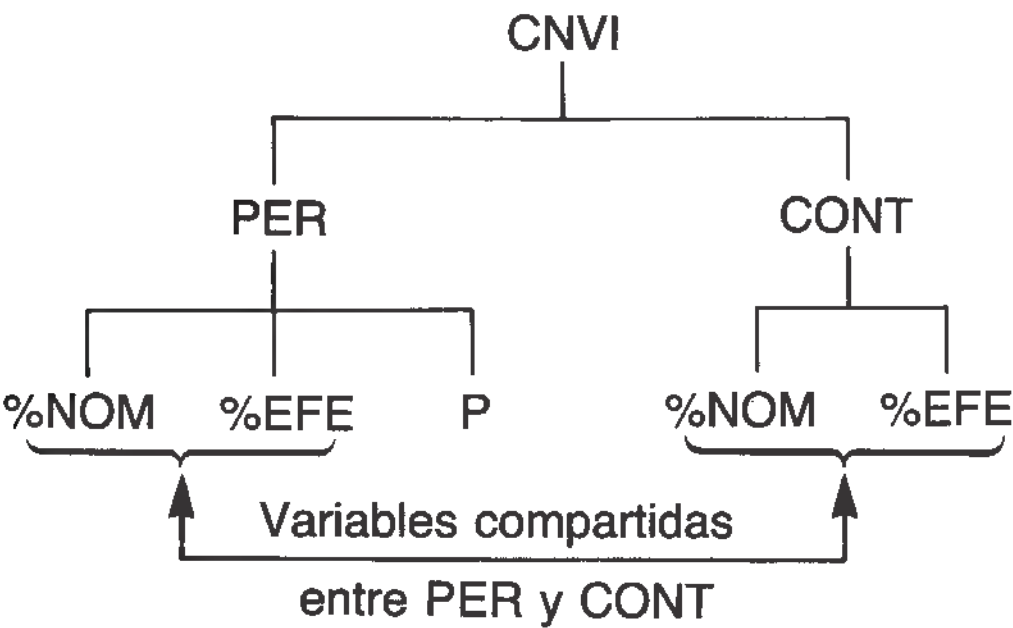 CNVI
PER CONT
%NOM %EFE P %NOM %EFE
Variables compartidas
entre PER y CONT